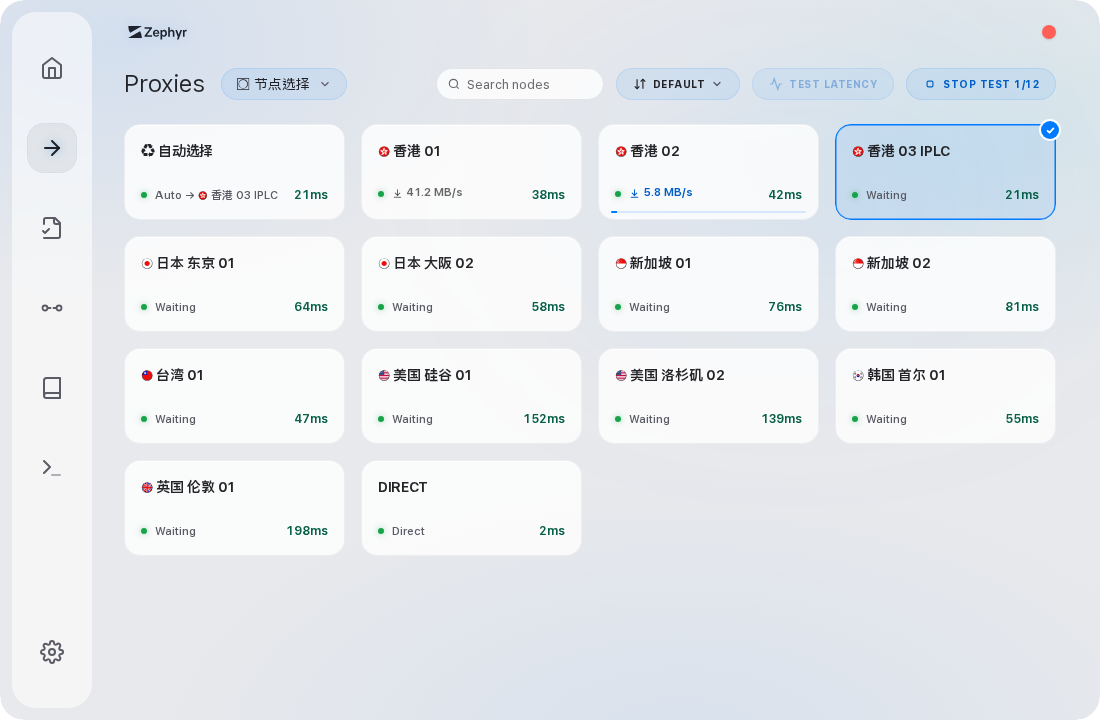 Zephyr
Proxies
节点选择
Search nodes
DEFAULT
TEST LATENCY
STOP TEST 1/12
自动选择
Auto → 香港 03 IPLC 21ms
香港 01
41.2 MB/s 38ms
香港 02
5.8 MB/s 42ms
香港 03 IPLC
Waiting 21ms
日本 东京 01
Waiting 64ms
日本 大阪 02
Waiting 58ms
新加坡 01
Waiting 76ms
新加坡 02
Waiting 81ms
台湾 01
Waiting 47ms
美国 硅谷 01
Waiting 152ms
美国 洛杉矶 02
Waiting 139ms
韩国 首尔 01
Waiting 55ms
英国 伦敦 01
Waiting 198ms
DIRECT
Direct 2ms